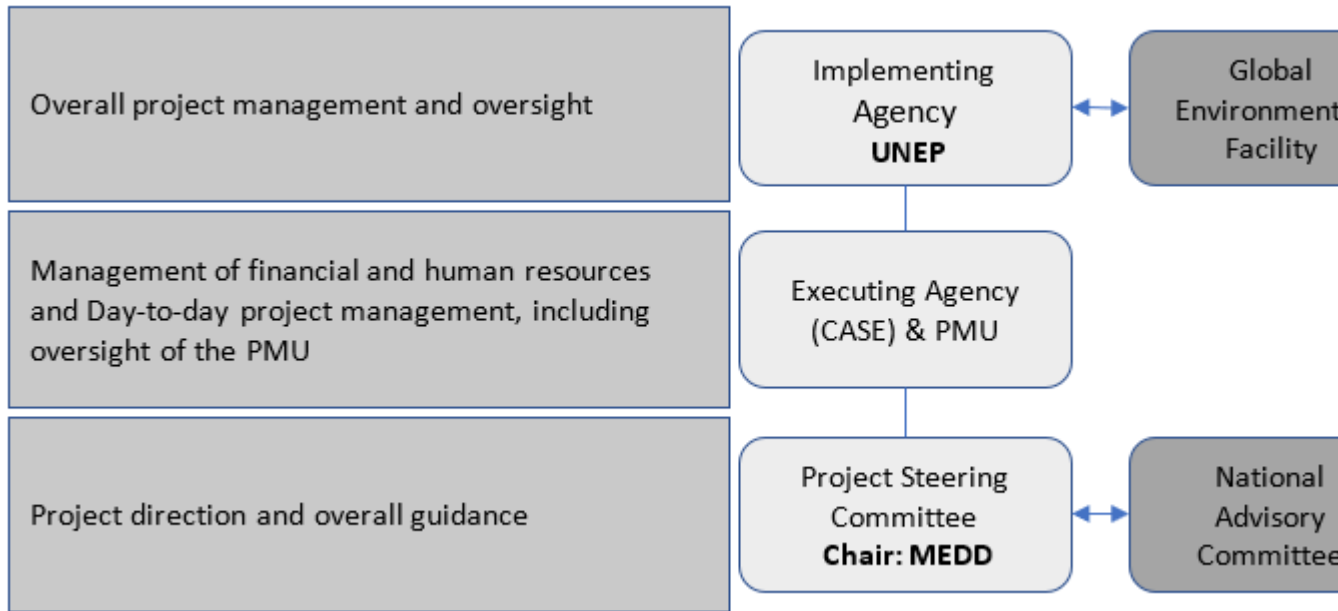 Overall project management and oversight
Implementing
Agency
UNEP
Global
Environment
Facility
Management of financial and human resources
and Day-to-day project management, including
oversight of the PMU
Executing Agency
(CASE) & PMU
Project direction and overall guidance
Project Steering
Committee
Chair: MEDD
National
Advisory
Committee